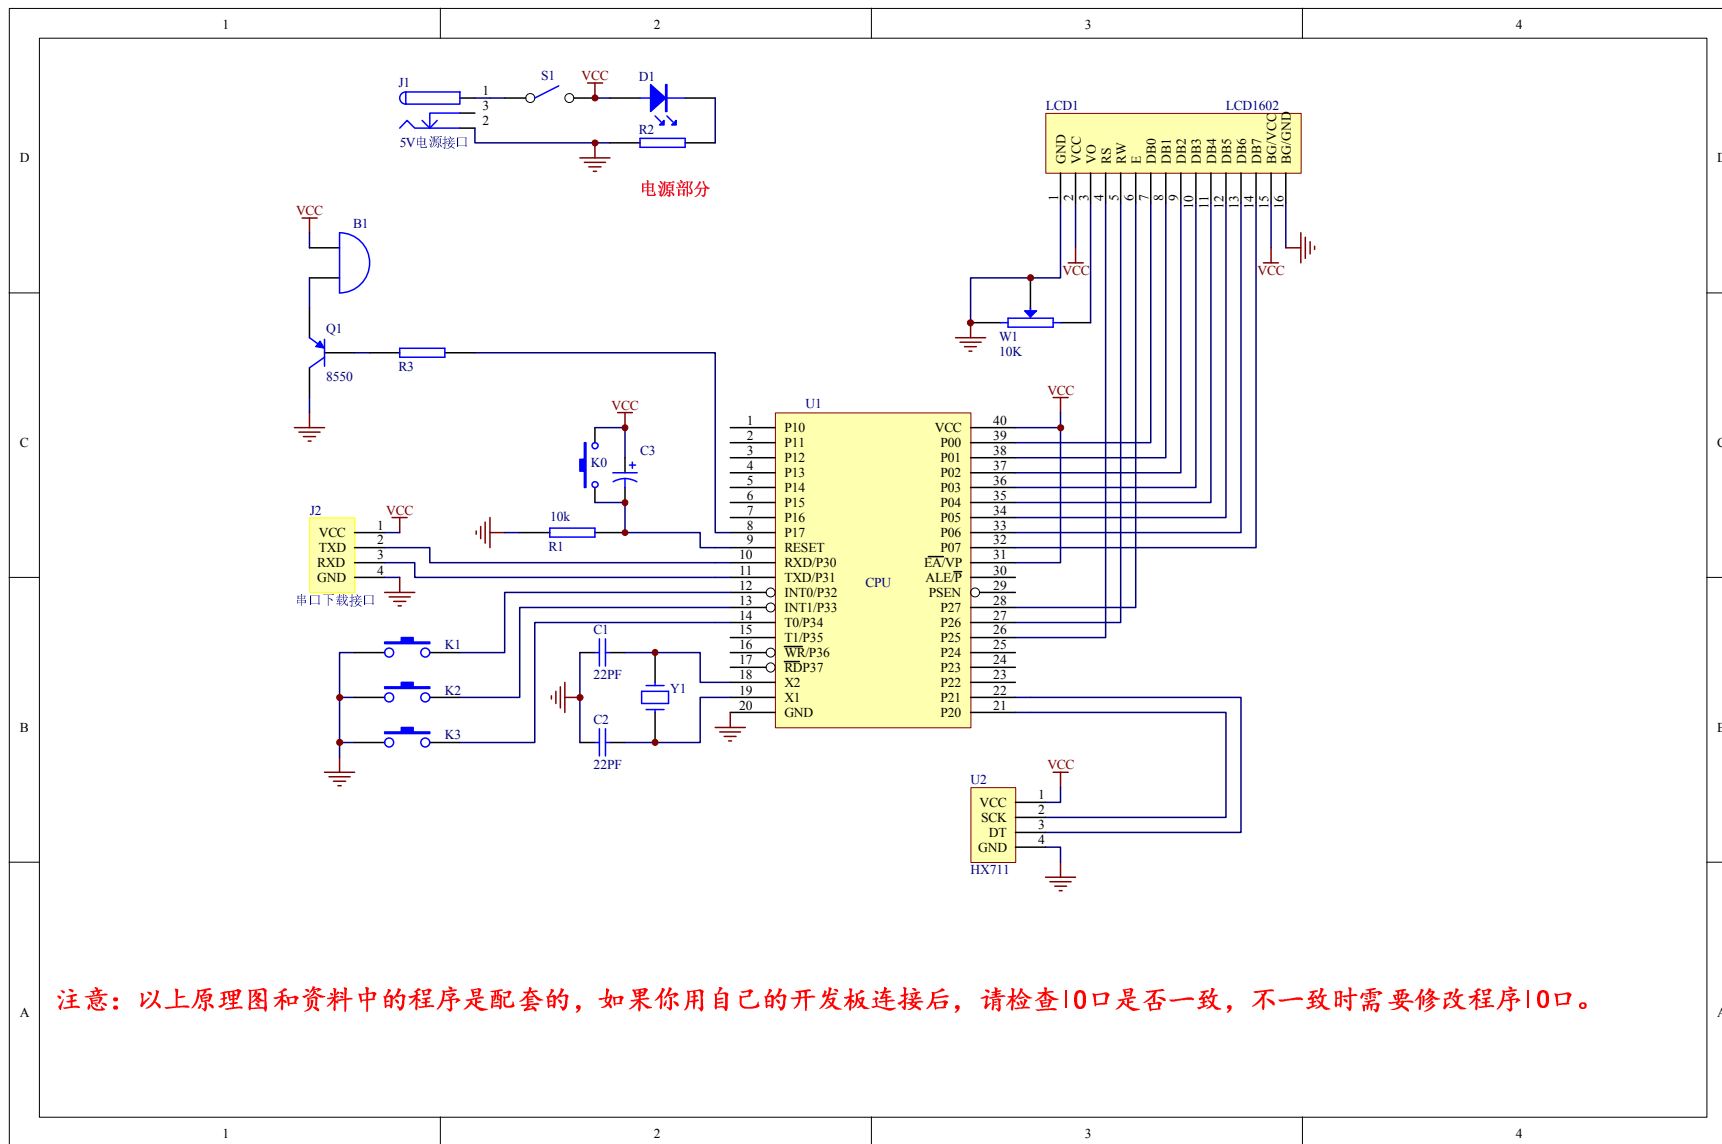 1 2 3 4
D
J1
1
3
2
5V电源接口
S1
VCC
D1
R2
电源部分
LCD1 LCD1602
GND
VCC
VO
RS
RW
E
DB0
DB1
DB2
DB3
DB4
DB5
DB6
DB7
BG/VCC
BG/GND
1 2 3 4 5 6 7 8 9 10 11 12 13 14 15 16
VCC
VCC
W1
10K
VCC
B1
Q1
8550
R3
C
VCC
K0
C3
+
10k
R1
J2
VCC 1
TXD 2
RXD 3
GND 4
VCC
串口下载接口
K1
K2
K3
C1
22PF
C2
22PF
Y1
U1
CPU
1 P10
2 P11
3 P12
4 P13
5 P14
6 P15
7 P16
8 P17
9 RESET
10 RXD/P30
11 TXD/P31
12 INT0/P32
13 INT1/P33
14 T0/P34
15 T1/P35
16 WR/P36
17 RDP37
18 X2
19 X1
20 GND
VCC 40
P00 39
P01 38
P02 37
P03 36
P04 35
P05 34
P06 33
P07 32
EA/VP 31
ALE/P 30
PSEN 29
P27 28
P26 27
P25 26
P24 25
P23 24
P22 23
P21 22
P20 21
VCC
B
U2
VCC 1
SCK 2
DT 3
GND 4
HX711
VCC
A
注意：以上原理图和资料中的程序是配套的，如果你用自己的开发板连接后，请检查IO口是否一致，不一致时需要修改程序IO口。
1 2 3 4